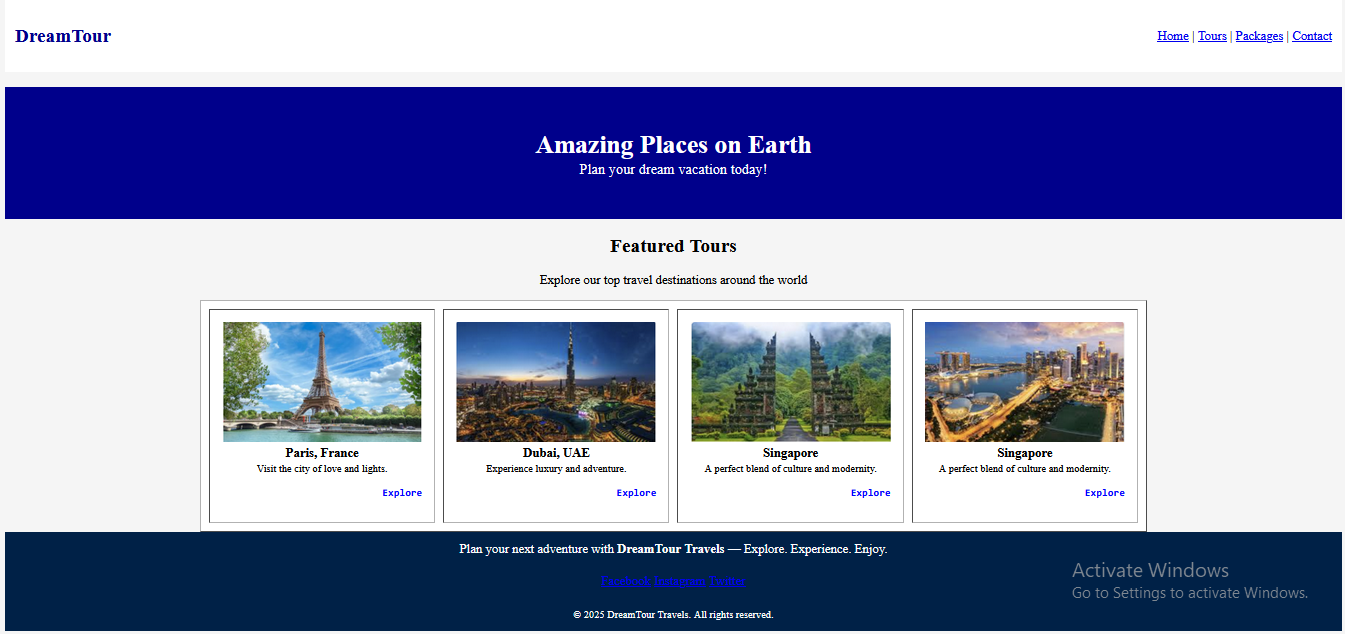 DreamTour
Home | Tours | Packages | Contact
Amazing Places on Earth
Plan your dream vacation today!
Featured Tours
Explore our top travel destinations around the world
Paris, France
Visit the city of love and lights.
Explore
Dubai, UAE
Experience luxury and adventure.
Explore
Singapore
A perfect blend of culture and modernity.
Explore
Singapore
A perfect blend of culture and modernity.
Explore
Plan your next adventure with DreamTour Travels — Explore. Experience. Enjoy.
Facebook Instagram Twitter
© 2025 DreamTour Travels. All rights reserved.
Activate Windows
Go to Settings to activate Windows.